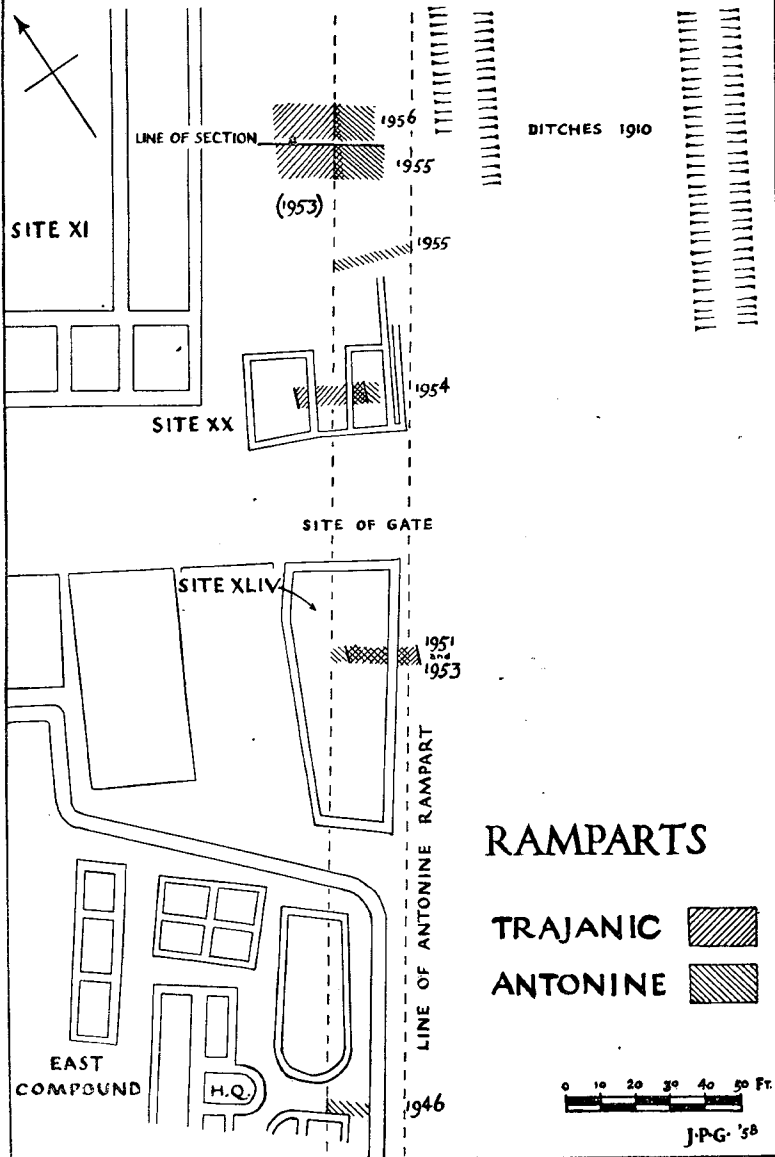 1956
LINE OF SECTION
DITCHES 1910
1955
(1953)
SITE XI
1955
1954
SITE XX
SITE OF GATE
SITE XLIV
1951
and
1953
LINE OF ANTONINE RAMPART
RAMPARTS
TRAJANIC
ANTONINE
EAST
COMPOUND
H.Q.
1946
0 10 20 30 40 50 FT.
J.P.G. '58